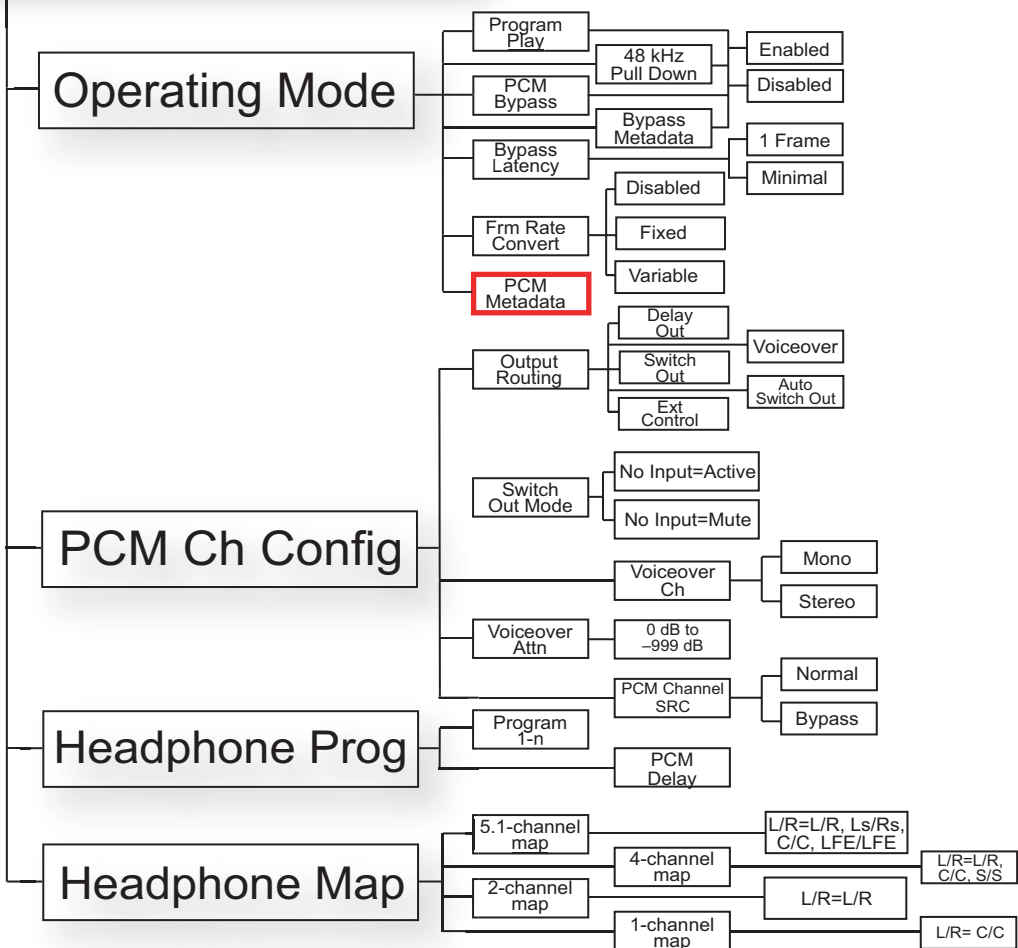 Operating Mode
Program
Play
48 kHz
Pull Down
PCM
Bypass
Bypass
Metadata
Enabled
Disabled
Bypass
Latency
1 Frame
Minimal
Frm Rate
Convert
Disabled
Fixed
Variable
PCM
Metadata
PCM Ch Config
Output
Routing
Delay
Out
Voiceover
Switch
Out
Auto
Switch Out
Ext
Control
Switch
Out Mode
No Input=Active
No Input=Mute
Voiceover
Ch
Mono
Stereo
Voiceover
Attn
0 dB to
–999 dB
PCM Channel
SRC
Normal
Bypass
Headphone Prog
Program
1-n
PCM
Delay
Headphone Map
5.1-channel
map
L/R=L/R, Ls/Rs,
C/C, LFE/LFE
4-channel
map
L/R=L/R,
C/C, S/S
2-channel
map
L/R=L/R
1-channel
map
L/R= C/C